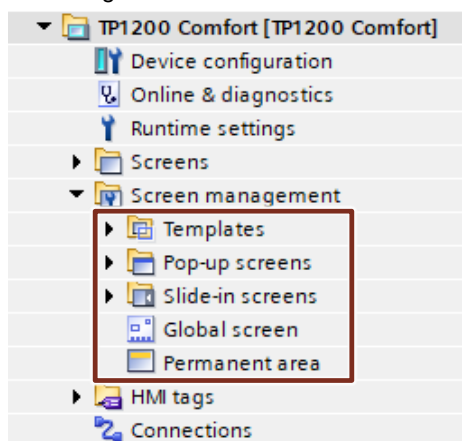 TP1200 Comfort [TP1200 Comfort]
Device configuration
Online & diagnostics
Runtime settings
Screens
Screen management
Templates
Pop-up screens
Slide-in screens
Global screen
Permanent area
HMI tags
Connections